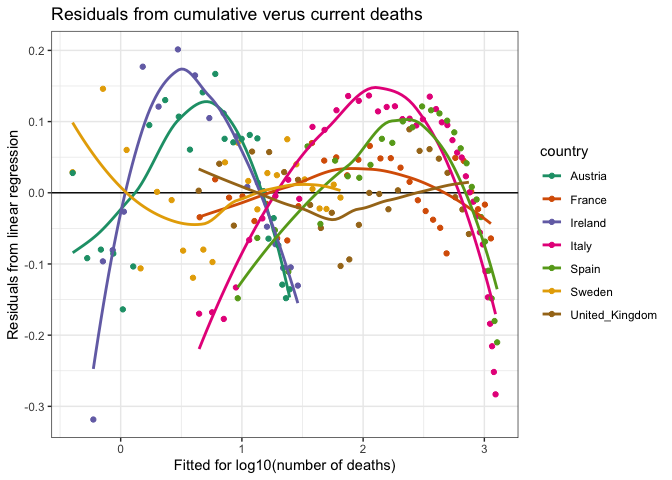 Residuals from cumulative verus current deaths
Residuals from linear regression
0.2
0.1
0.0
-0.1
-0.2
-0.3
0
1
2
3
Fitted for log10(number of deaths)
country
Austria
France
Ireland
Italy
Spain
Sweden
United_Kingdom